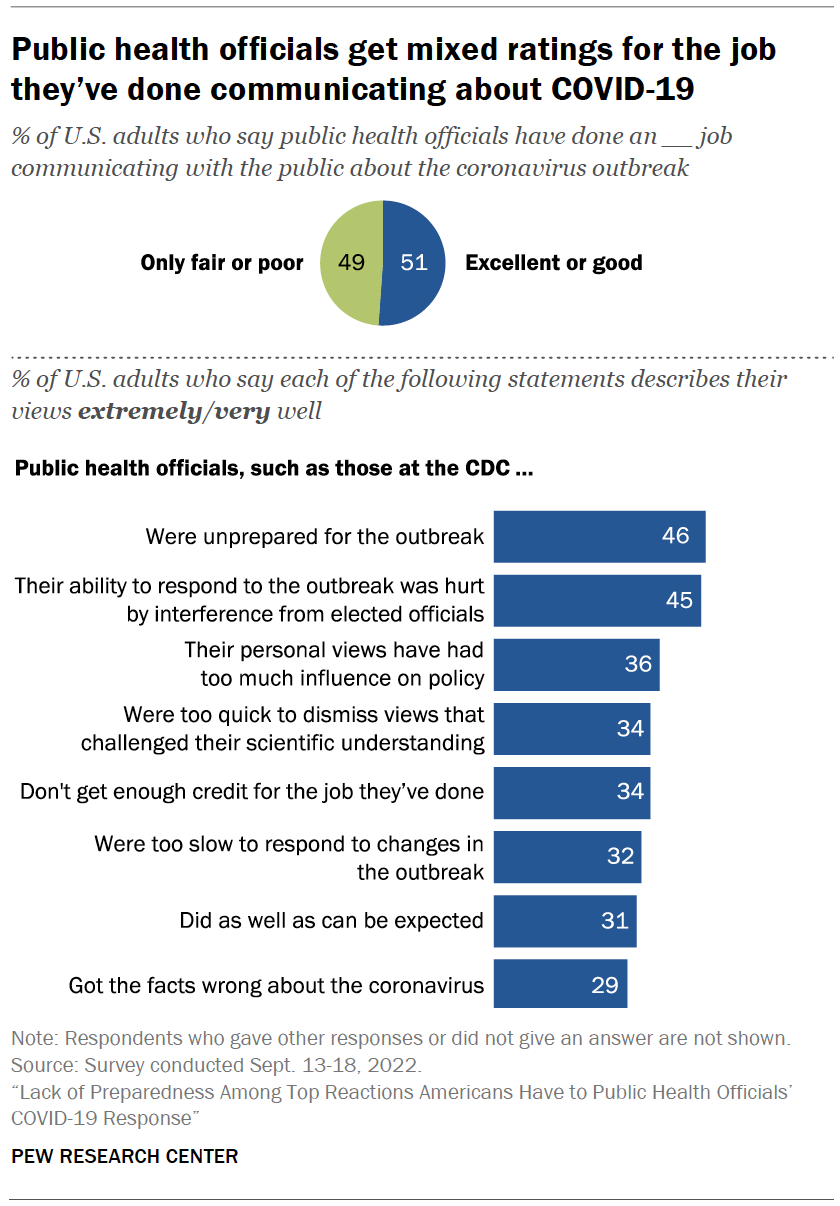 Public health officials get mixed ratings for the job
they’ve done communicating about COVID-19
% of U.S. adults who say public health officials have done an __ job
communicating with the public about the coronavirus outbreak
Only fair or poor 49 51 Excellent or good
% of U.S. adults who say each of the following statements describes their
views extremely/very well
Public health officials, such as those at the CDC ...
Were unprepared for the outbreak 46
Their ability to respond to the outbreak was hurt
by interference from elected officials 45
Their personal views have had
too much influence on policy 36
Were too quick to dismiss views that
challenged their scientific understanding 34
Don't get enough credit for the job they’ve done 34
Were too slow to respond to changes in
the outbreak 32
Did as well as can be expected 31
Got the facts wrong about the coronavirus 29
Note: Respondents who gave other responses or did not give an answer are not shown.
Source: Survey conducted Sept. 13-18, 2022.
“Lack of Preparedness Among Top Reactions Americans Have to Public Health Officials’
COVID-19 Response”
PEW RESEARCH CENTER